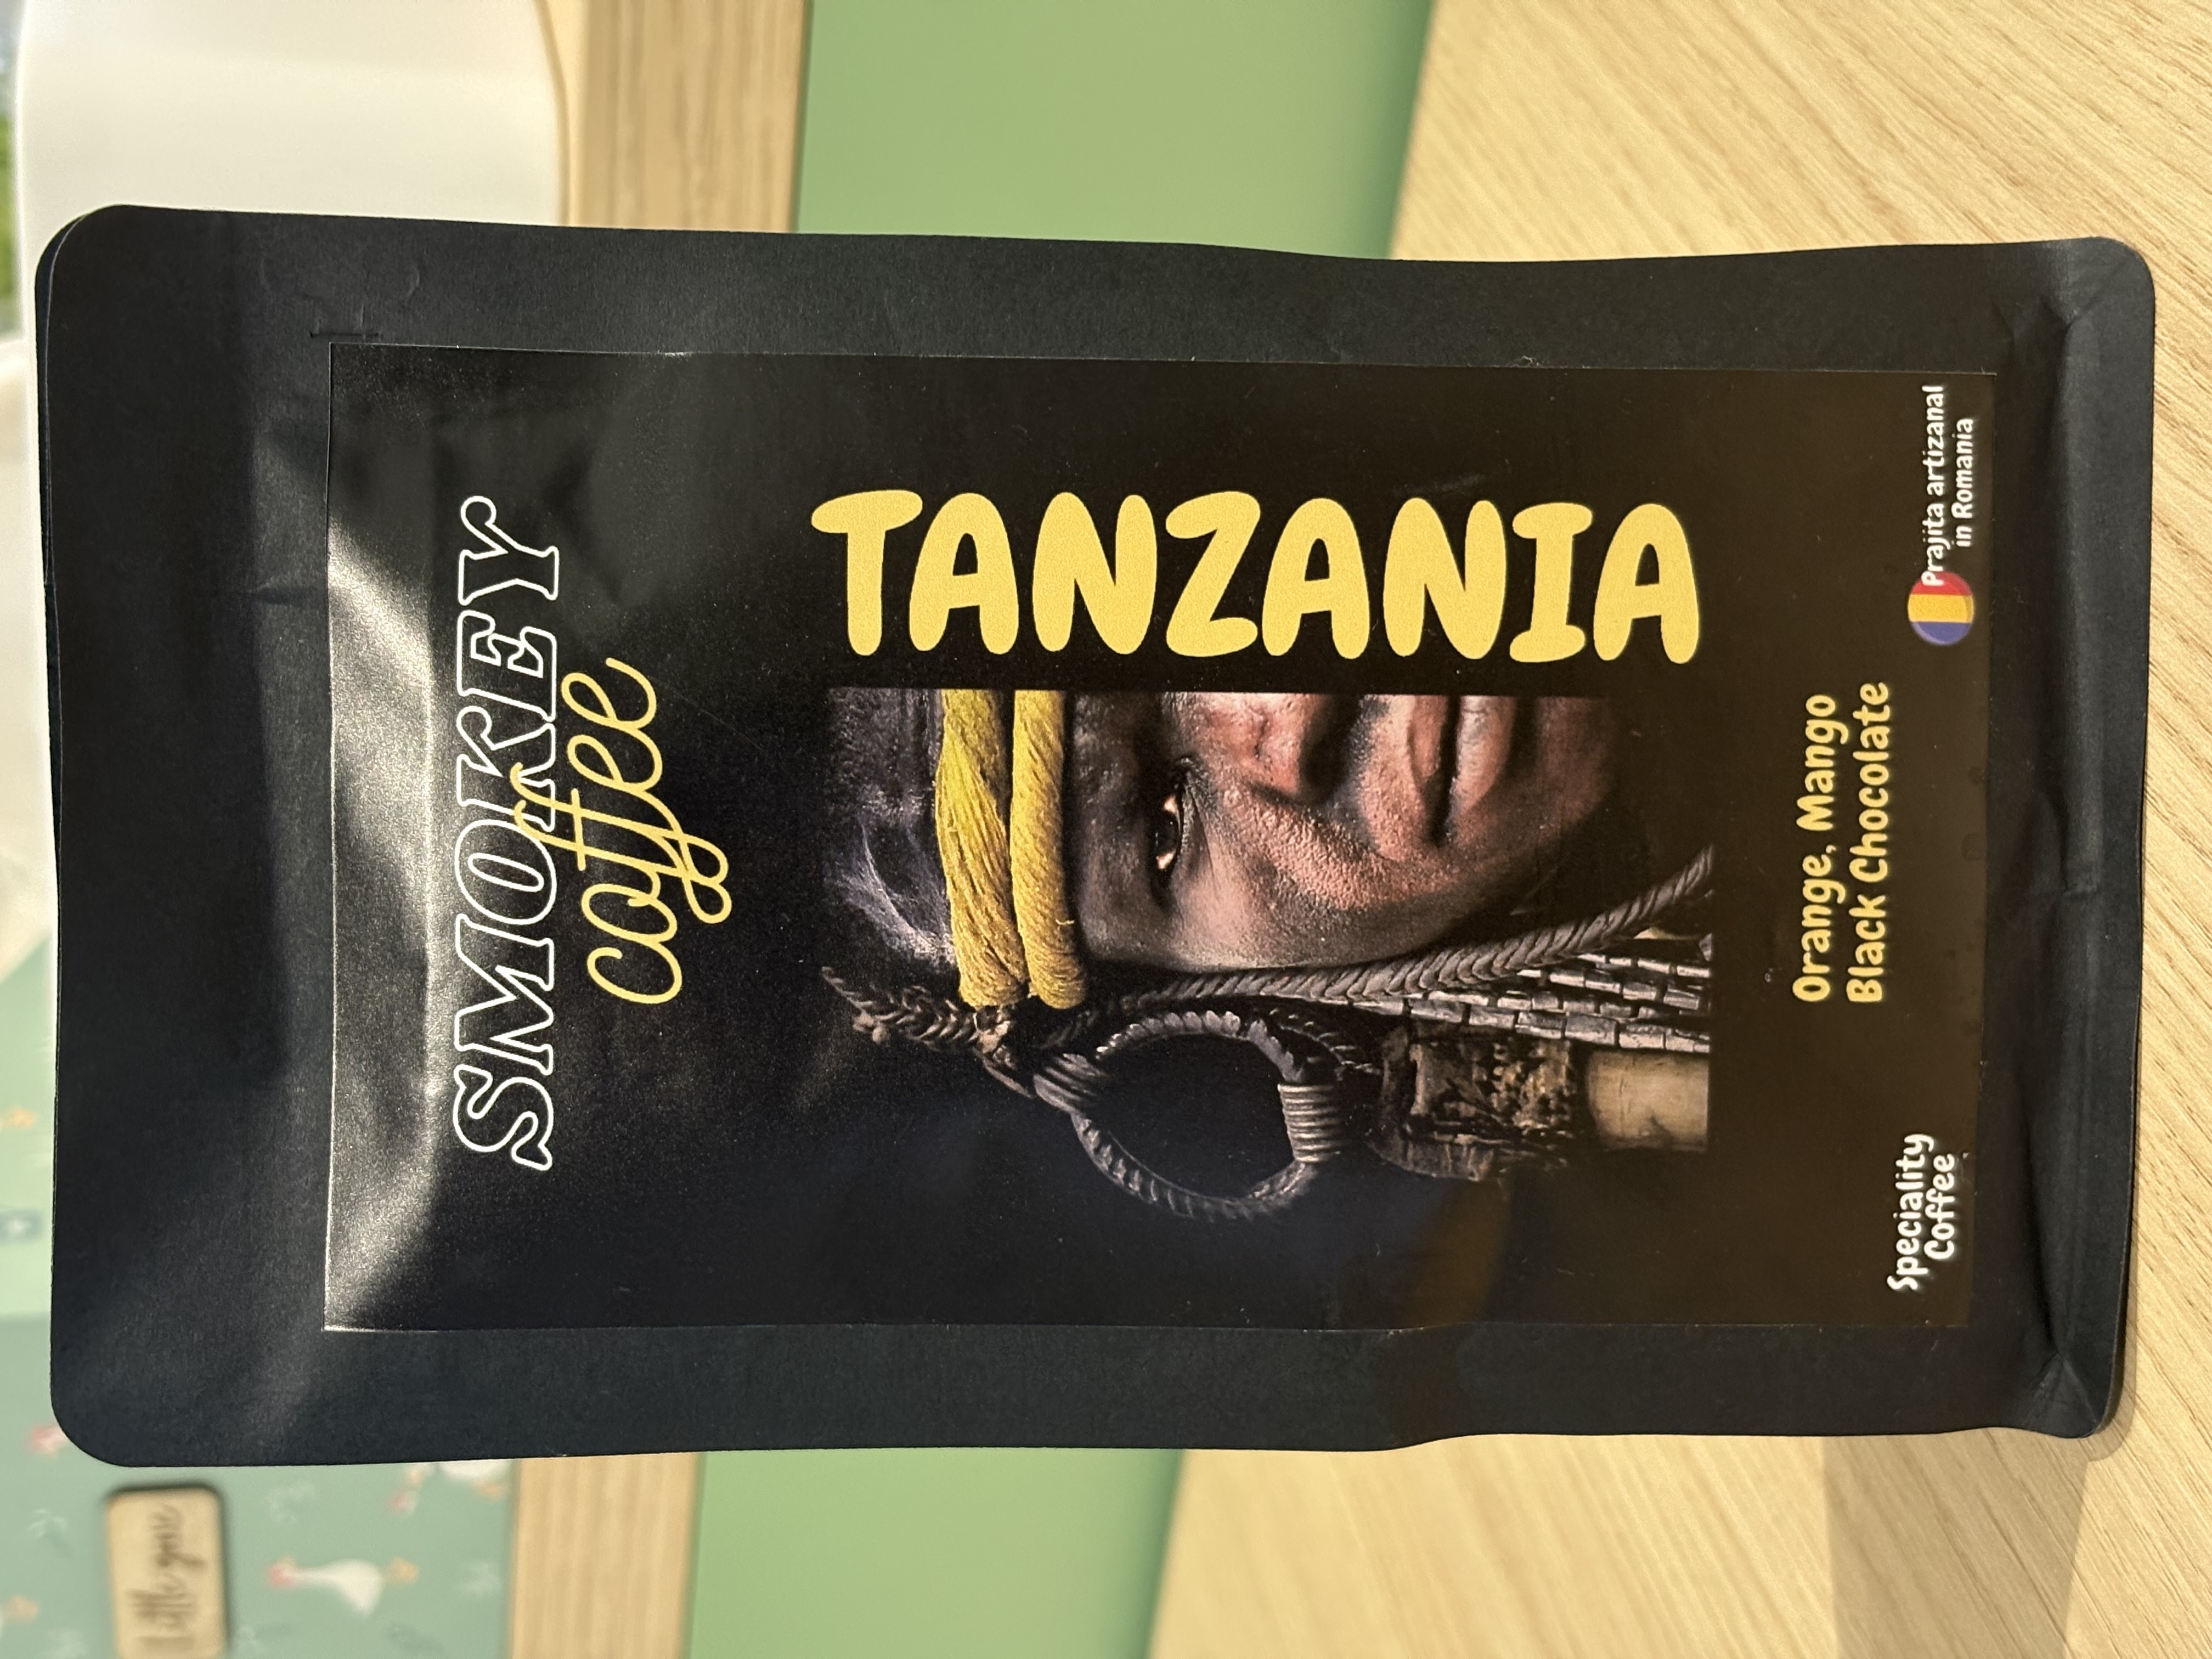 SMOKEY
coffee
TANZANIA
Orange, Mango
Black Chocolate
Speciality
Coffee
Prajita artizanal
in Romania